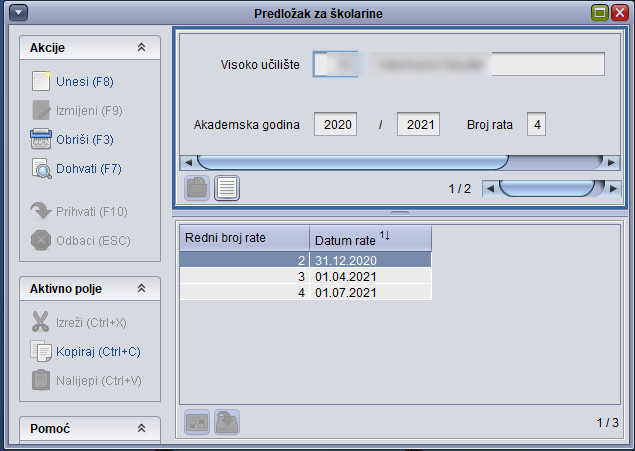 Predložak za školarine
Akcije
Unesi (F8)
Izmijeni (F9)
Obriši (F3)
Dohvati (F7)
Prihvati (F10)
Odbaci (ESC)
Aktivno polje
Izreži (Ctrl+X)
Kopiraj (Ctrl+C)
Nalijepi (Ctrl+V)
Pomoć
Visoko učilište
Akademska godina 2020 / 2021 Broj rata 4
1 / 2
Redni broj rate Datum rate 1
2 31.12.2020
3 01.04.2021
4 01.07.2021
1 / 3